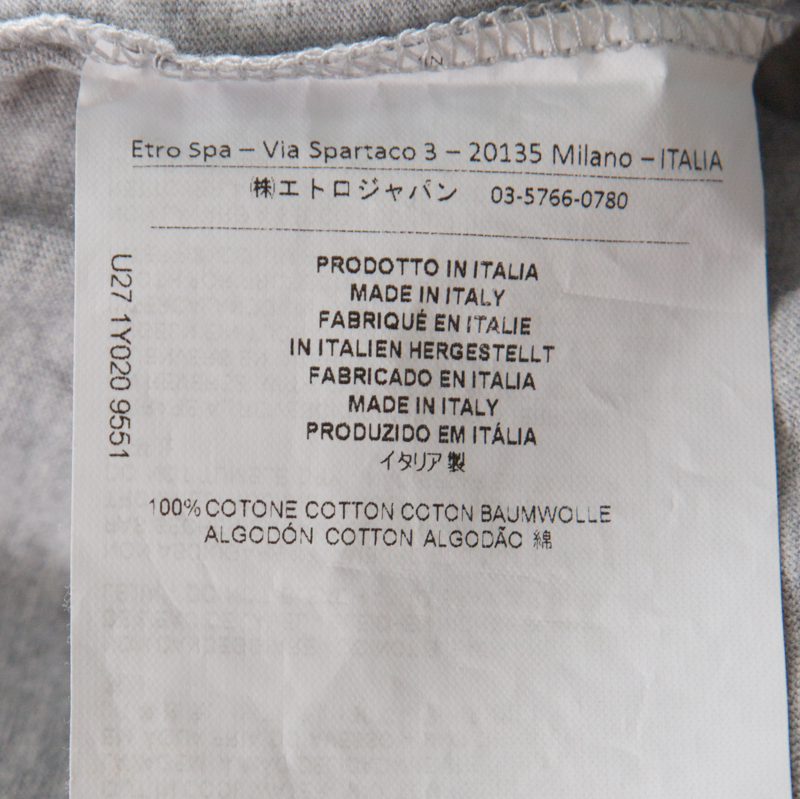 Etro Spa – Via Spartaco 3 – 20135 Milano – ITALIA
㈱エトロジャパン 03-5766-0780
U27 1Y020 9551
PRODOTTO IN ITALIA
MADE IN ITALY
FABRIQUÉ EN ITALIE
IN ITALIEN HERGESTELLT
FABRICADO EN ITALIA
MADE IN ITALY
PRODUZIDO EM ITÁLIA
イタリア製
100% COTONE COTTON COTON BAUMWOLLE
ALGODÓN COTTON ALGODÃO 綿